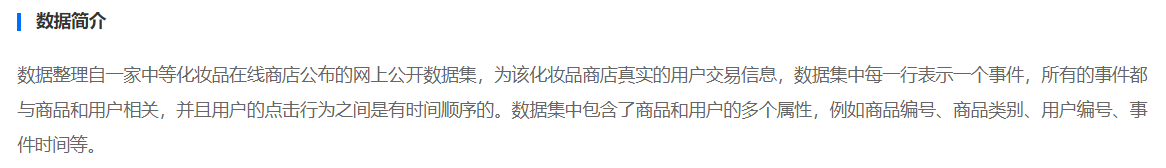 数据简介
数据整理自一家中等化妆品在线商店公布的网上公开数据集，为该化妆品商店真实的用户交易信息，数据集中每一行表示一个事件，所有的事件都
与商品和用户相关，并且用户的点击行为之间是有时间顺序的。数据集中包含了商品和用户的多个属性，例如商品编号、商品类别、用户编号、事
件时间等。